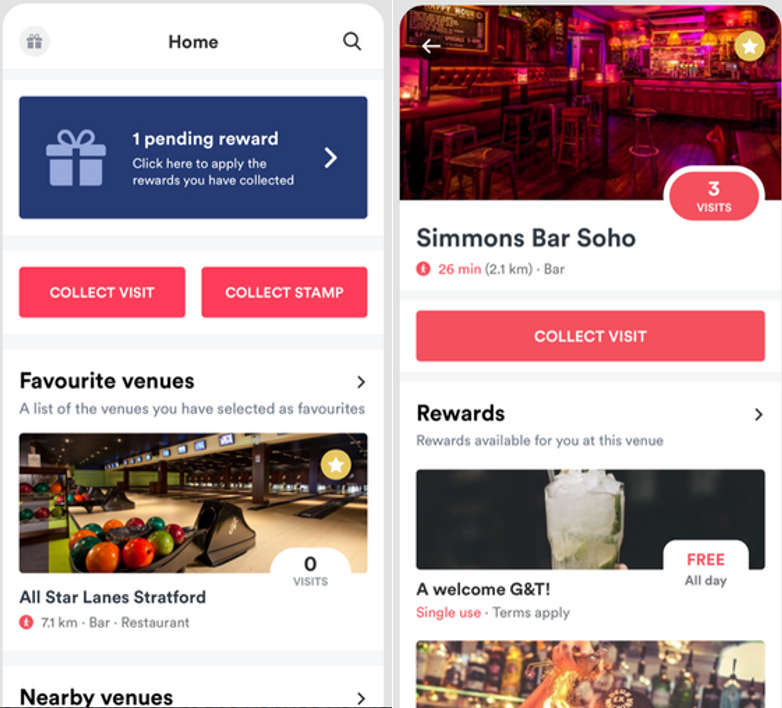 Home
1 pending reward
Click here to apply the
rewards you have collected
COLLECT VISIT
COLLECT STAMP
Favourite venues
A list of the venues you have selected as favourites
0
VISITS
All Star Lanes Stratford
7.1 km · Bar · Restaurant
Nearby venues
HAPPY HOUR
3
VISITS
Simmons Bar Soho
26 min (2.1 km) · Bar
COLLECT VISIT
Rewards
Rewards available for you at this venue
FREE
All day
A welcome G&T!
Single use · Terms apply